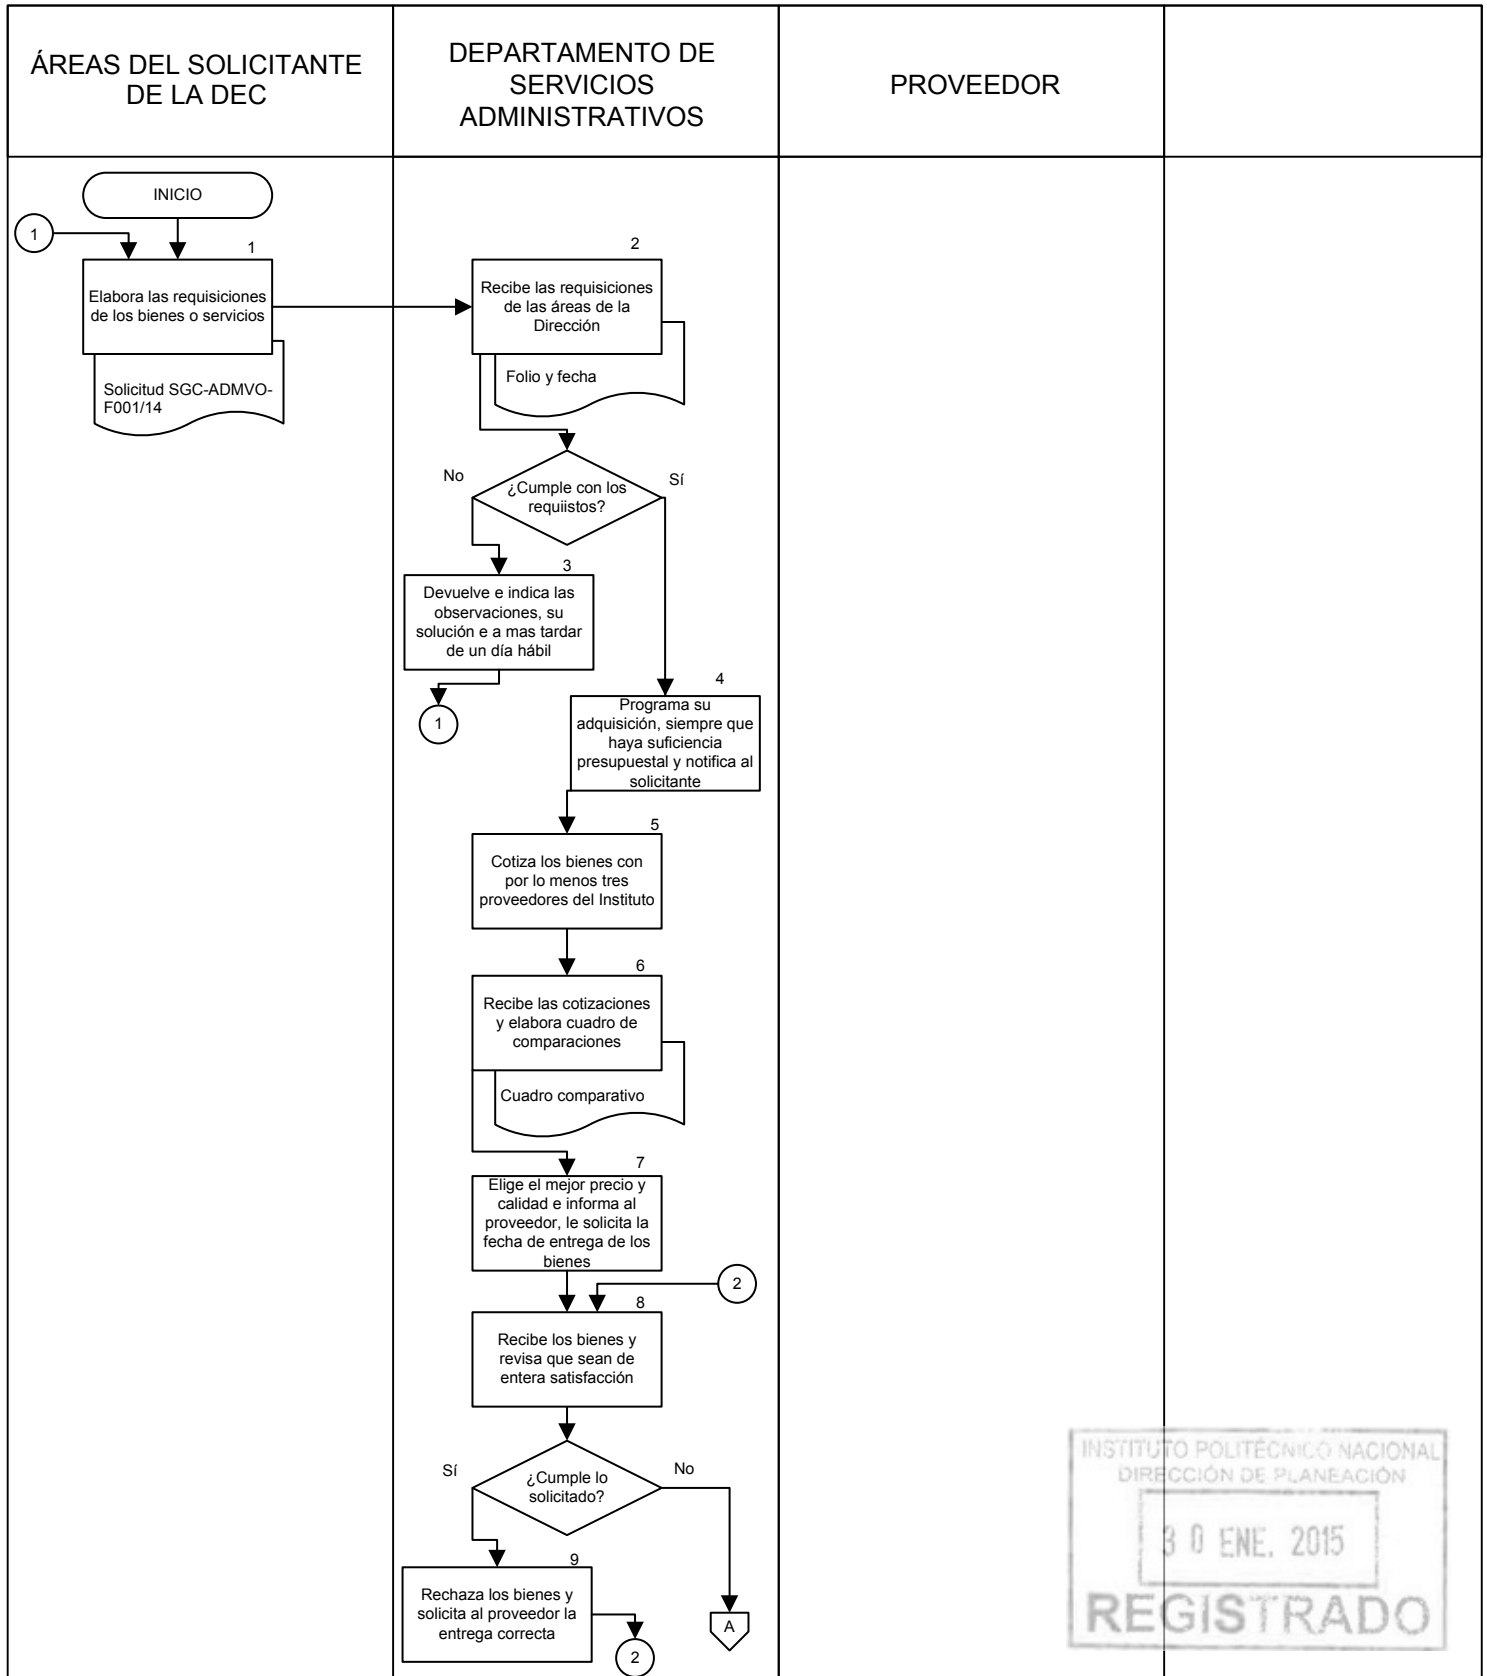 ÁREAS DEL SOLICITANTE
DE LA DEC
DEPARTAMENTO DE
SERVICIOS
ADMINISTRATIVOS
PROVEEDOR
INICIO
1
1
Elabora las requisiciones
de los bienes o servicios
Solicitud SGC-ADMVO-
F001/14
2
Recibe las requisiciones
de las áreas de la
Dirección
Folio y fecha
No
¿Cumple con los
requiistos?
Sí
3
Devuelve e indica las
observaciones, su
solución e a mas tardar
de un día hábil
1
4
Programa su
adquisición, siempre que
haya suficiencia
presupuestal y notifica al
solicitante
5
Cotiza los bienes con
por lo menos tres
proveedores del Instituto
6
Recibe las cotizaciones
y elabora cuadro de
comparaciones
Cuadro comparativo
7
Elige el mejor precio y
calidad e informa al
proveedor, le solicita la
fecha de entrega de los
bienes
2
8
Recibe los bienes y
revisa que sean de
entera satisfacción
Sí
¿Cumple lo
solicitado?
No
9
Rechaza los bienes y
solicita al proveedor la
entrega correcta
2
A
INSTITUTO POLITÉCNICO NACIONAL
DIRECCIÓN DE PLANEACIÓN
30 ENE. 2015
REGISTRADO